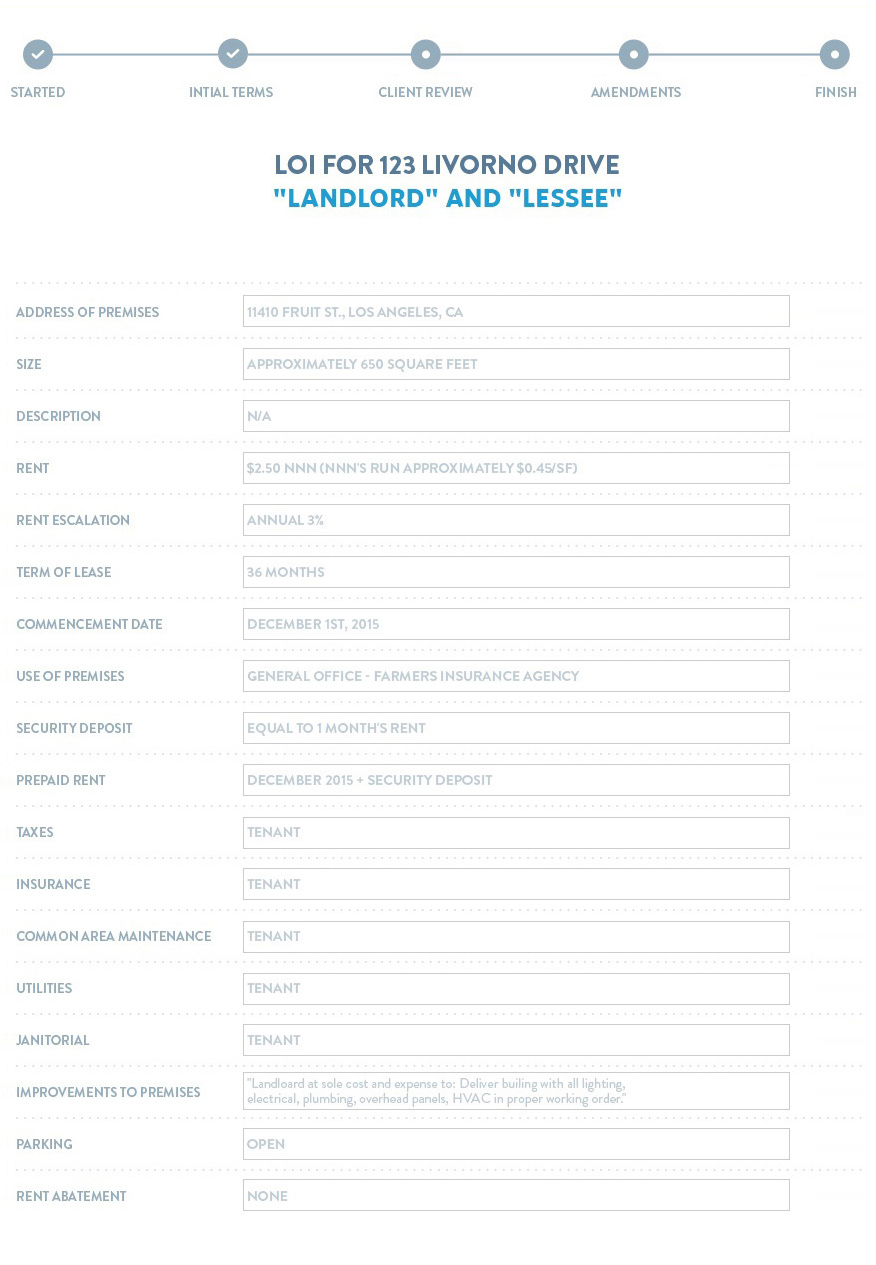 STARTED INTIAL TERMS CLIENT REVIEW AMENDMENTS FINISH
LOI FOR 123 LIVORNO DRIVE
"LANDLORD" AND "LESSEE"
ADDRESS OF PREMISES 11410 FRUIT ST., LOS ANGELES, CA
SIZE APPROXIMATELY 650 SQUARE FEET
DESCRIPTION N/A
RENT $2.50 NNN (NNN'S RUN APPROXIMATELY $0.45/SF)
RENT ESCALATION ANNUAL 3%
TERM OF LEASE 36 MONTHS
COMMENCEMENT DATE DECEMBER 1ST, 2015
USE OF PREMISES GENERAL OFFICE - FARMERS INSURANCE AGENCY
SECURITY DEPOSIT EQUAL TO 1 MONTH'S RENT
PREPAID RENT DECEMBER 2015 + SECURITY DEPOSIT
TAXES TENANT
INSURANCE TENANT
COMMON AREA MAINTENANCE TENANT
UTILITIES TENANT
JANITORIAL TENANT
IMPROVEMENTS TO PREMISES "Landloard at sole cost and expense to: Deliver builing with all lighting,
electrical, plumbing, overhead panels, HVAC in proper working order."
PARKING OPEN
RENT ABATEMENT NONE